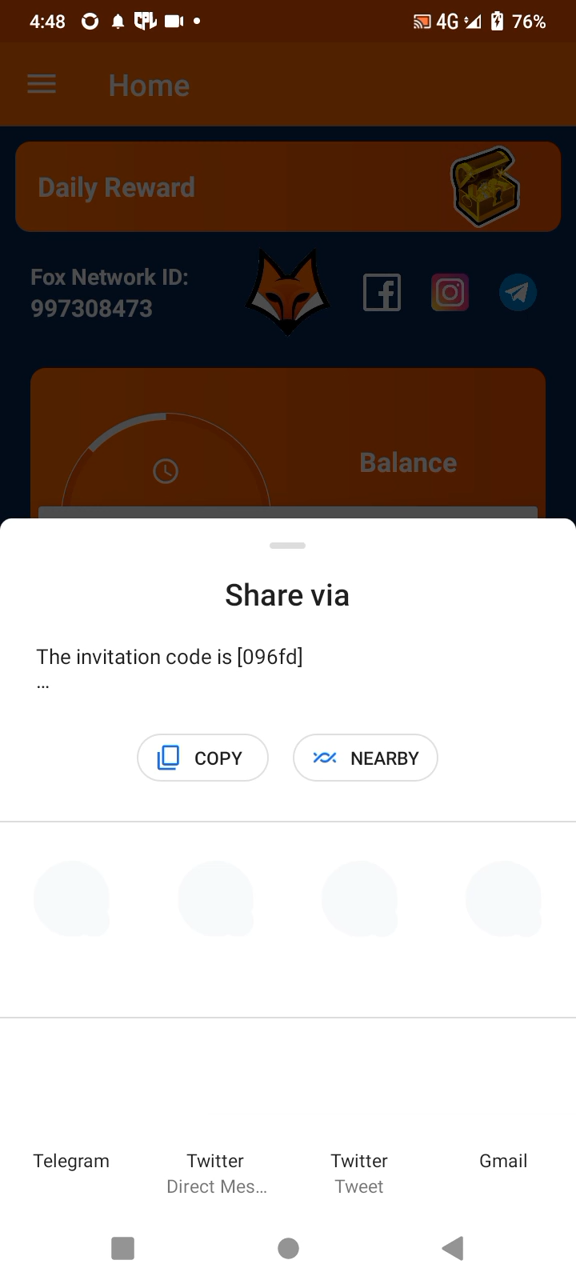 4:48
4G
76%
Home
Daily Reward
Fox Network ID:
997308473
Balance
Share via
The invitation code is [096fd]
…
COPY
NEARBY
Telegram
Twitter
Direct Mes…
Twitter
Tweet
Gmail